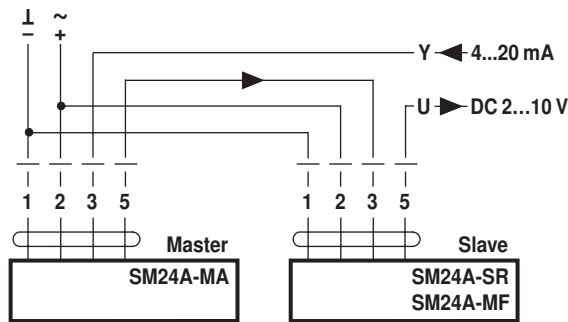 ⊥ ~
− +
Y 4...20 mA
U DC 2...10 V
1 2 3 5 1 2 3 5
Master Slave
SM24A-MA SM24A-SR
SM24A-MF